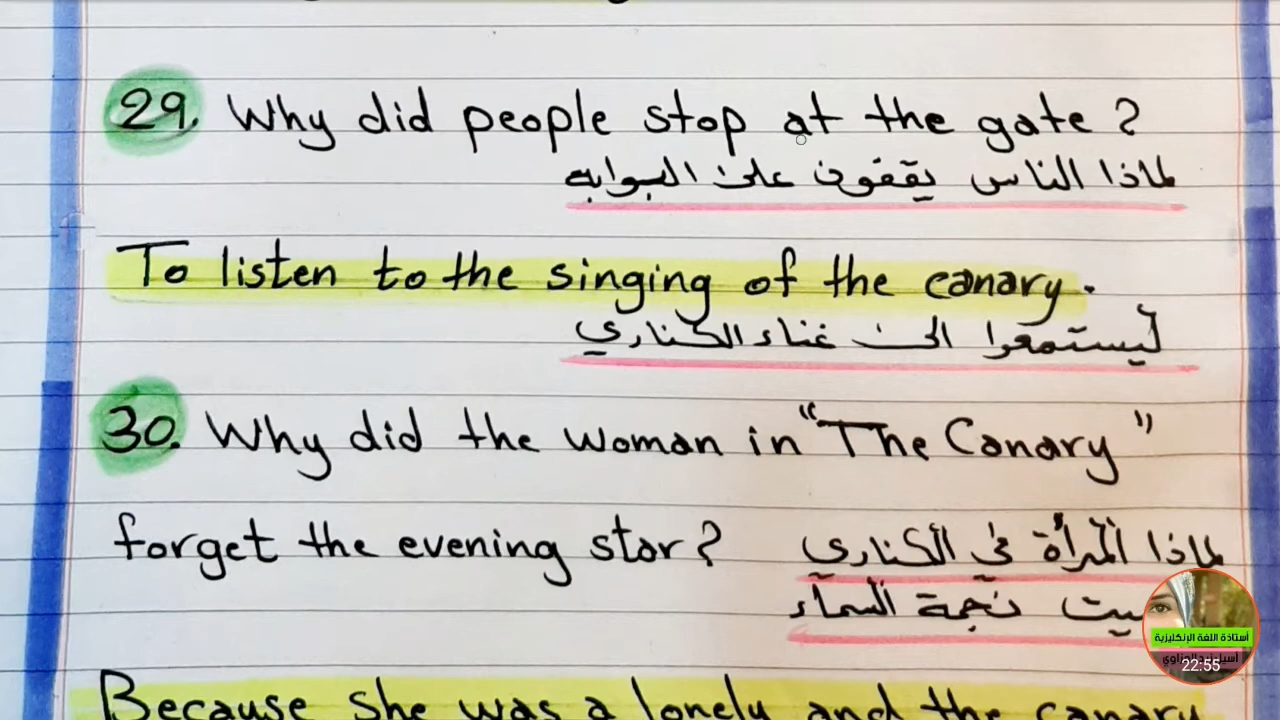 29. Why did people stop at the gate?
لماذا الناس يقفون على البوابه
To listen to the singing of the canary.
ليستمعوا الى غناء الكناري
30. Why did the woman in "The Canary"
forget the evening star?
لماذا المرأة في الكناري
نجمة السماء
أستاذة اللغة الإنكليزية
22:55
Because she was a lonely and the canary